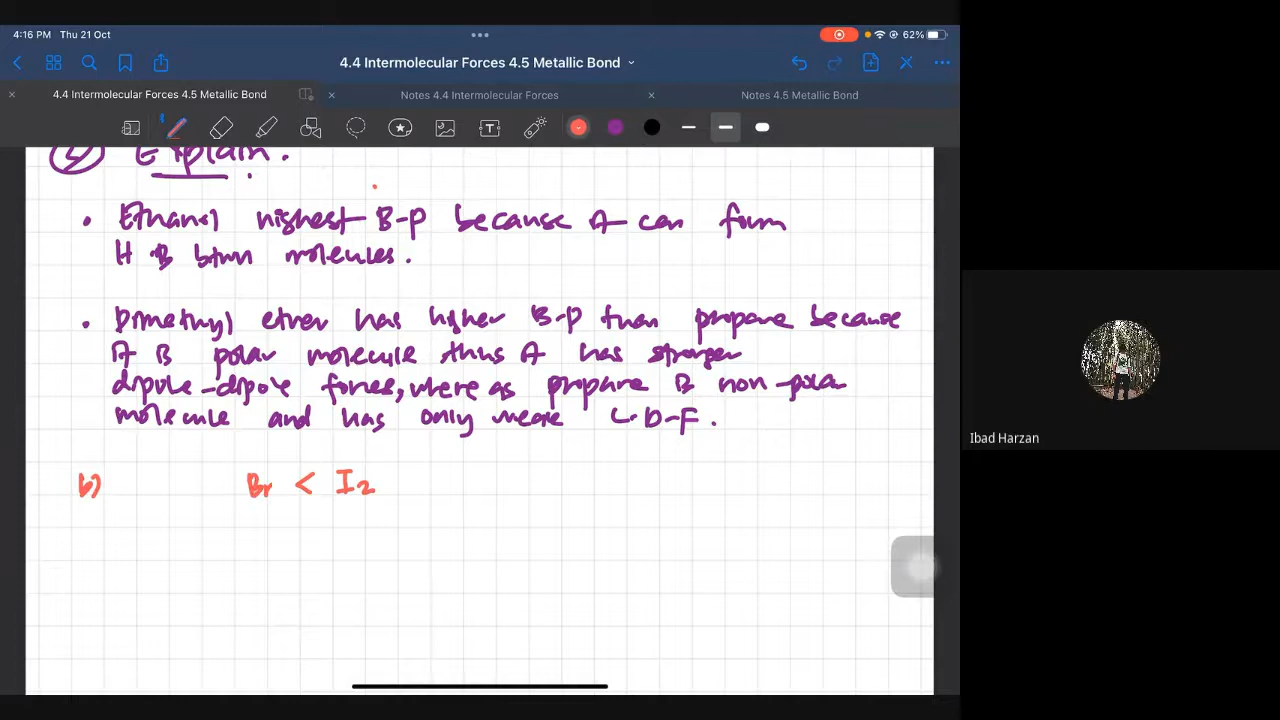 4:16 PM Thu 21 Oct
62%
4.4 Intermolecular Forces 4.5 Metallic Bond
4.4 Intermolecular Forces 4.5 Metallic Bond
Notes 4.4 Intermolecular Forces
Notes 4.5 Metallic Bond
Explain.
• Ethanol highest B-P because it can form
H B btwn molecules.
• Dimethyl ether has higher B-P than propane because
it is polar molecule thus it has stronger
dipole-dipole forces, where as propane is non-polar
molecule and has only weak L-D-F.
b) Br < I2
Ibad Harzan